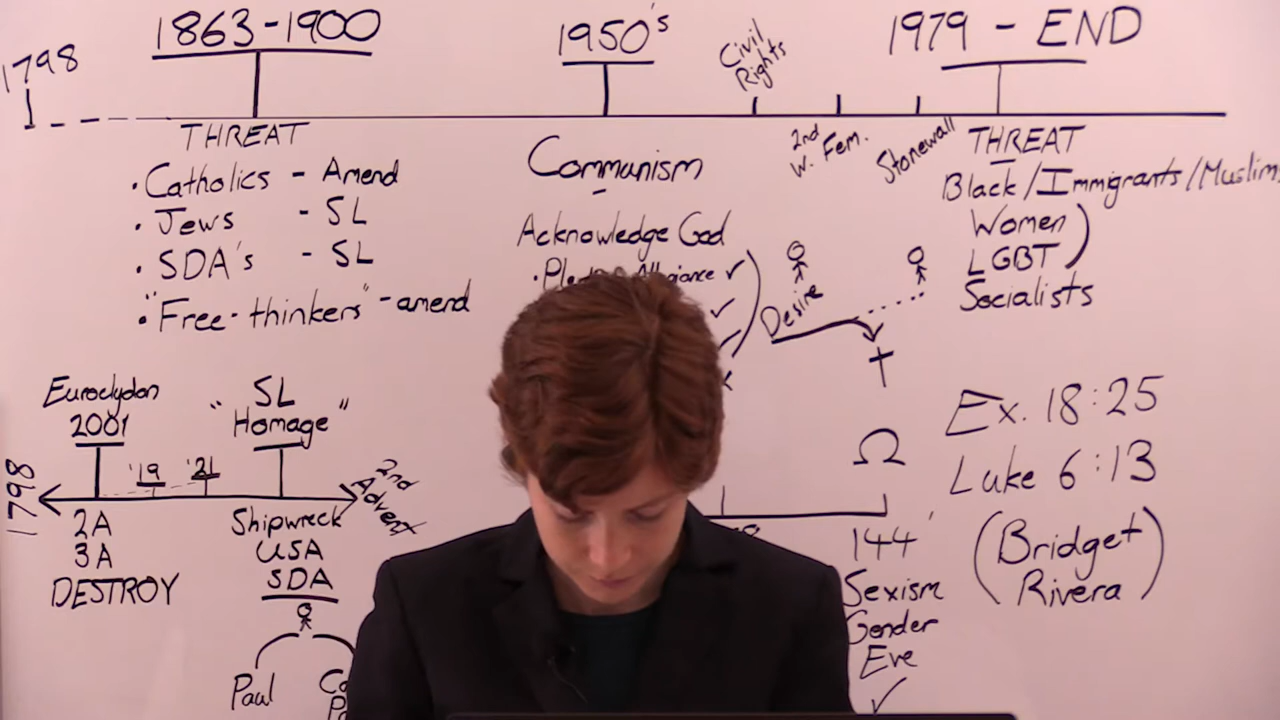 1798
1863-1900
1950's
Civil Rights
2nd W. Fem.
Stonewall
1979 - END
THREAT
• Catholics - Amend
• Jews - SL
• SDA's - SL
• "Free-thinkers" - amend
Communism
Acknowledge God
THREAT
Black/Immigrants/Muslim
Women
LGBT
Socialists
Desire
Ex. 18:25
Luke 6:13
(Bridget
Rivera)
Euroclydon
2001
'19
'21
"SL
Homage"
1798
2nd
Advent
2A
3A
DESTROY
Shipwreck
USA
SDA
Paul
Ω
144'
Sexism
Gender
Eve